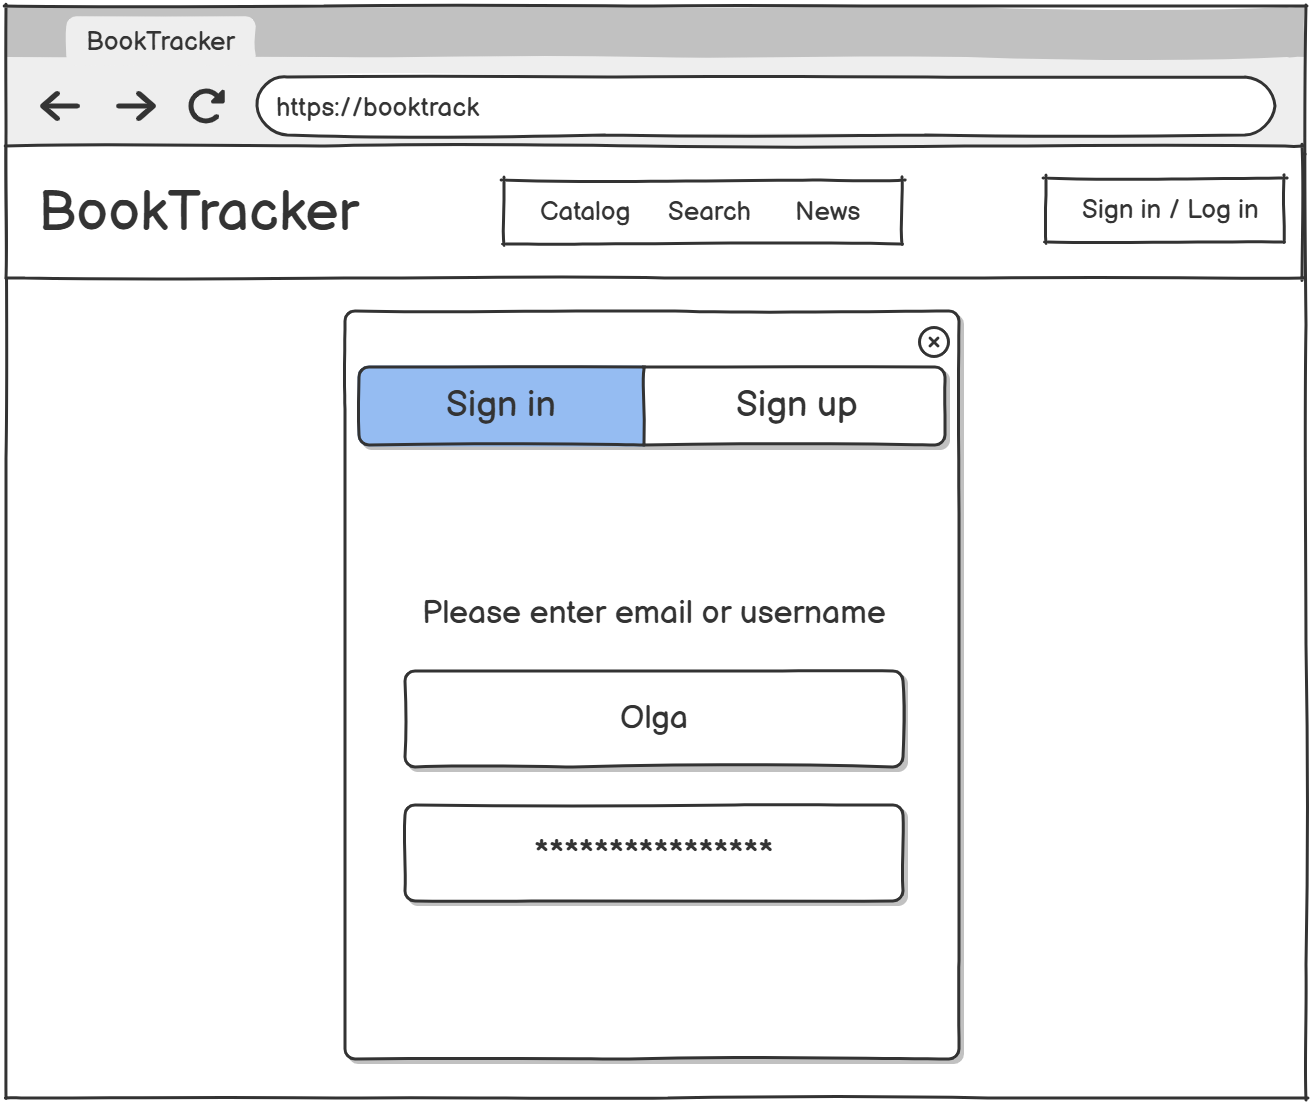 BookTracker
https://booktrack
BookTracker
Catalog Search News
Sign in / Log in
Sign in
Sign up
Please enter email or username
Olga
****************